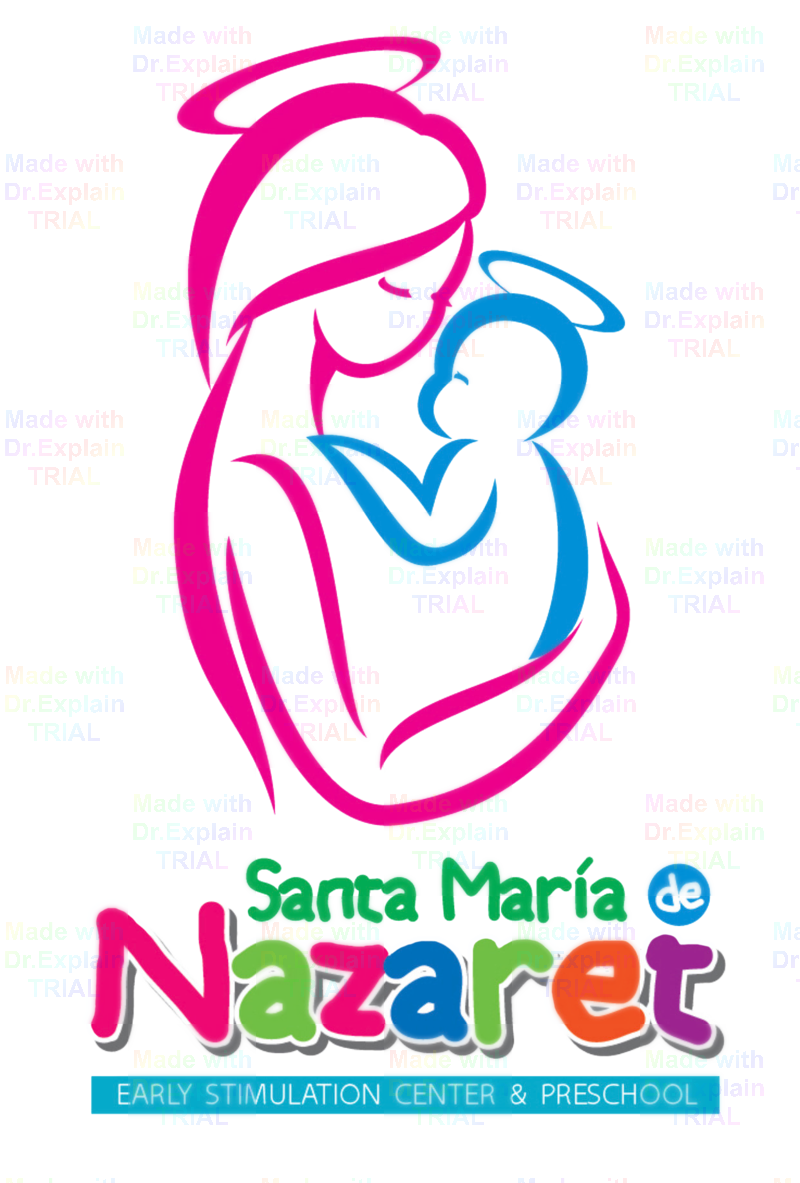 Santa María de
Nazaret
EARLY STIMULATION CENTER & PRESCHOOL
Made with
Dr.Explain
TRIAL